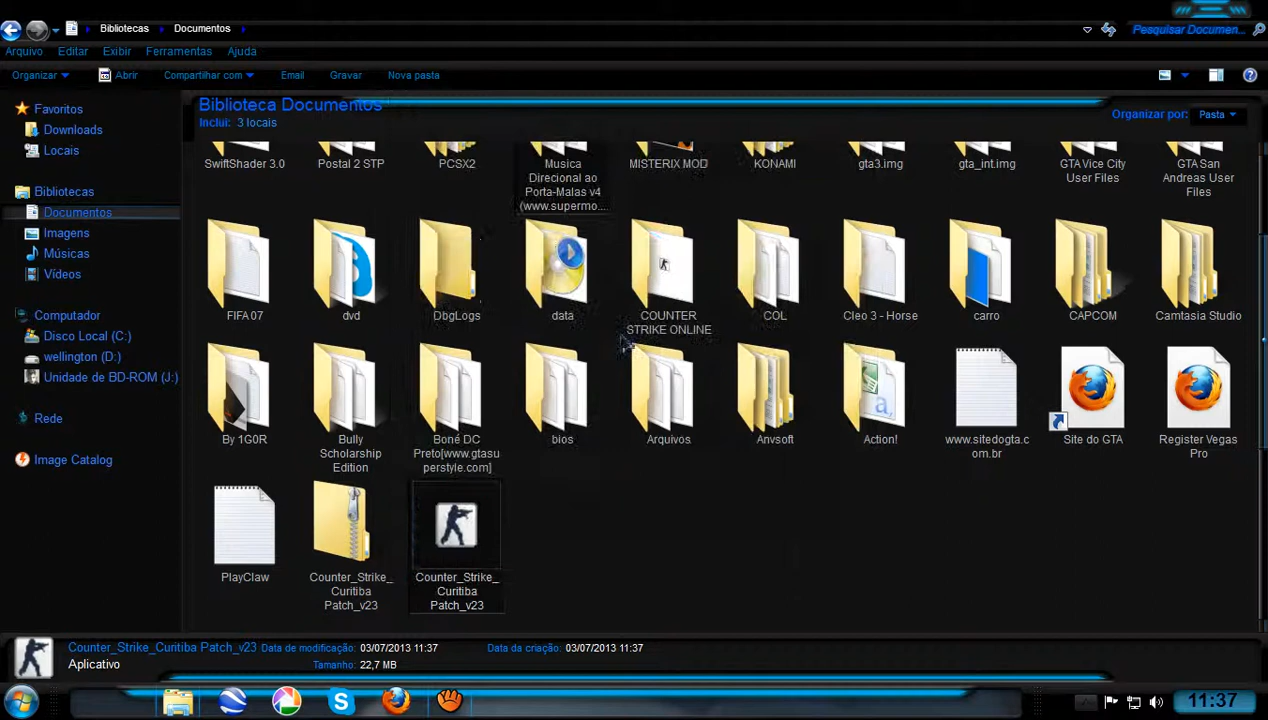 Bibliotecas Documentos
Pesquisar Documen...
Arquivo Editar Exibir Ferramentas Ajuda
Organizar Abrir Compartilhar com Email Gravar Nova pasta
Favoritos
Downloads
Locais
Bibliotecas
Documentos
Imagens
Músicas
Vídeos
Computador
Disco Local (C:)
wellington (D:)
Unidade de BD-ROM (J:)
Rede
Image Catalog
Biblioteca Documentos
Inclui: 3 locais
Organizar por: Pasta
SwiftShader 3.0
Postal 2 STP
PCSX2
Musica
Direcional ao
Porta-Malas v4
(www.supermo...
MISTERIX MOD
KONAMI
gta3.img
gta_int.img
GTA Vice City
User Files
GTA San
Andreas User
Files
FIFA 07
dvd
DbgLogs
data
COUNTER
STRIKE ONLINE
COL
Cleo 3 - Horse
carro
CAPCOM
Camtasia Studio
By 1G0R
Bully
Scholarship
Edition
Boné DC
Preto[www.gtasu
perstyle.com]
bios
Arquivos
Anvsoft
Action!
www.sitedogta.c
om.br
Site do GTA
Register Vegas
Pro
PlayClaw
Counter_Strike_
Curitiba
Patch_v23
Counter_Strike_
Curitiba
Patch_v23
Counter_Strike_Curitiba Patch_v23 Data de modificação: 03/07/2013 11:37 Data da criação: 03/07/2013 11:37
Aplicativo Tamanho: 22,7 MB
11:37